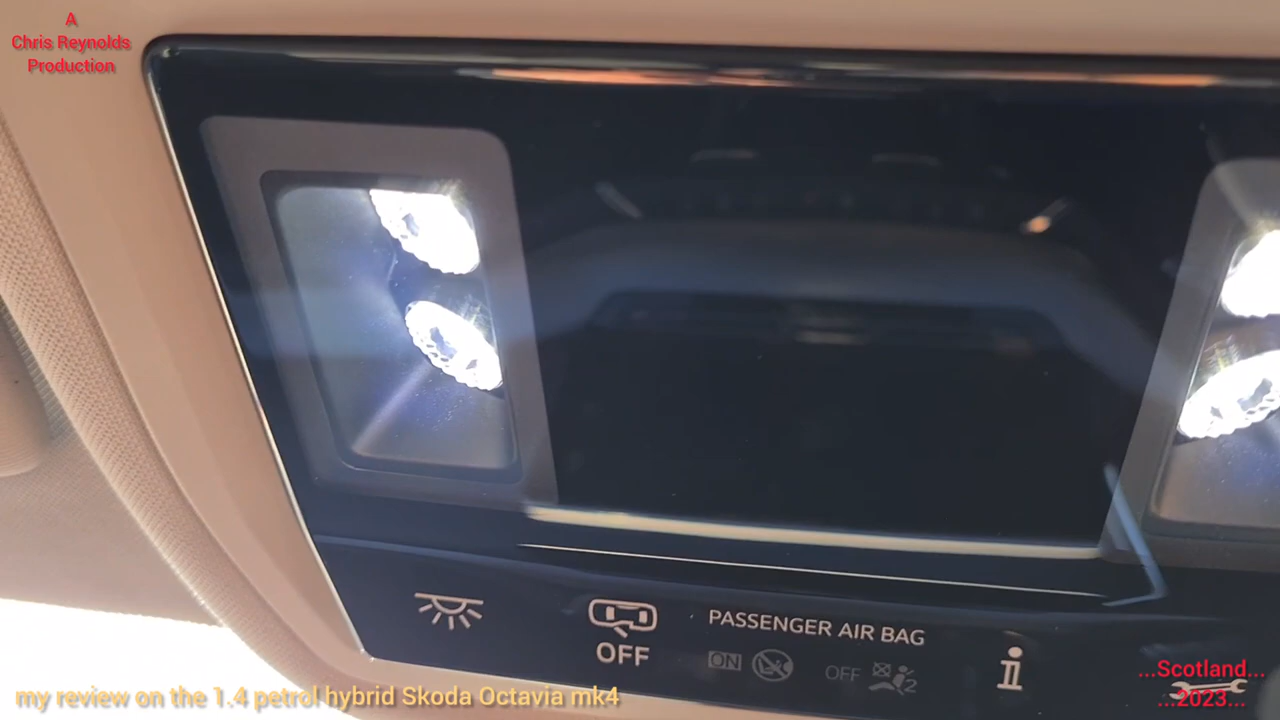 A
Chris Reynolds
Production
OFF
PASSENGER AIR BAG
ON
OFF
2
...Scotland...
...2023...
my review on the 1.4 petrol hybrid Skoda Octavia mk4